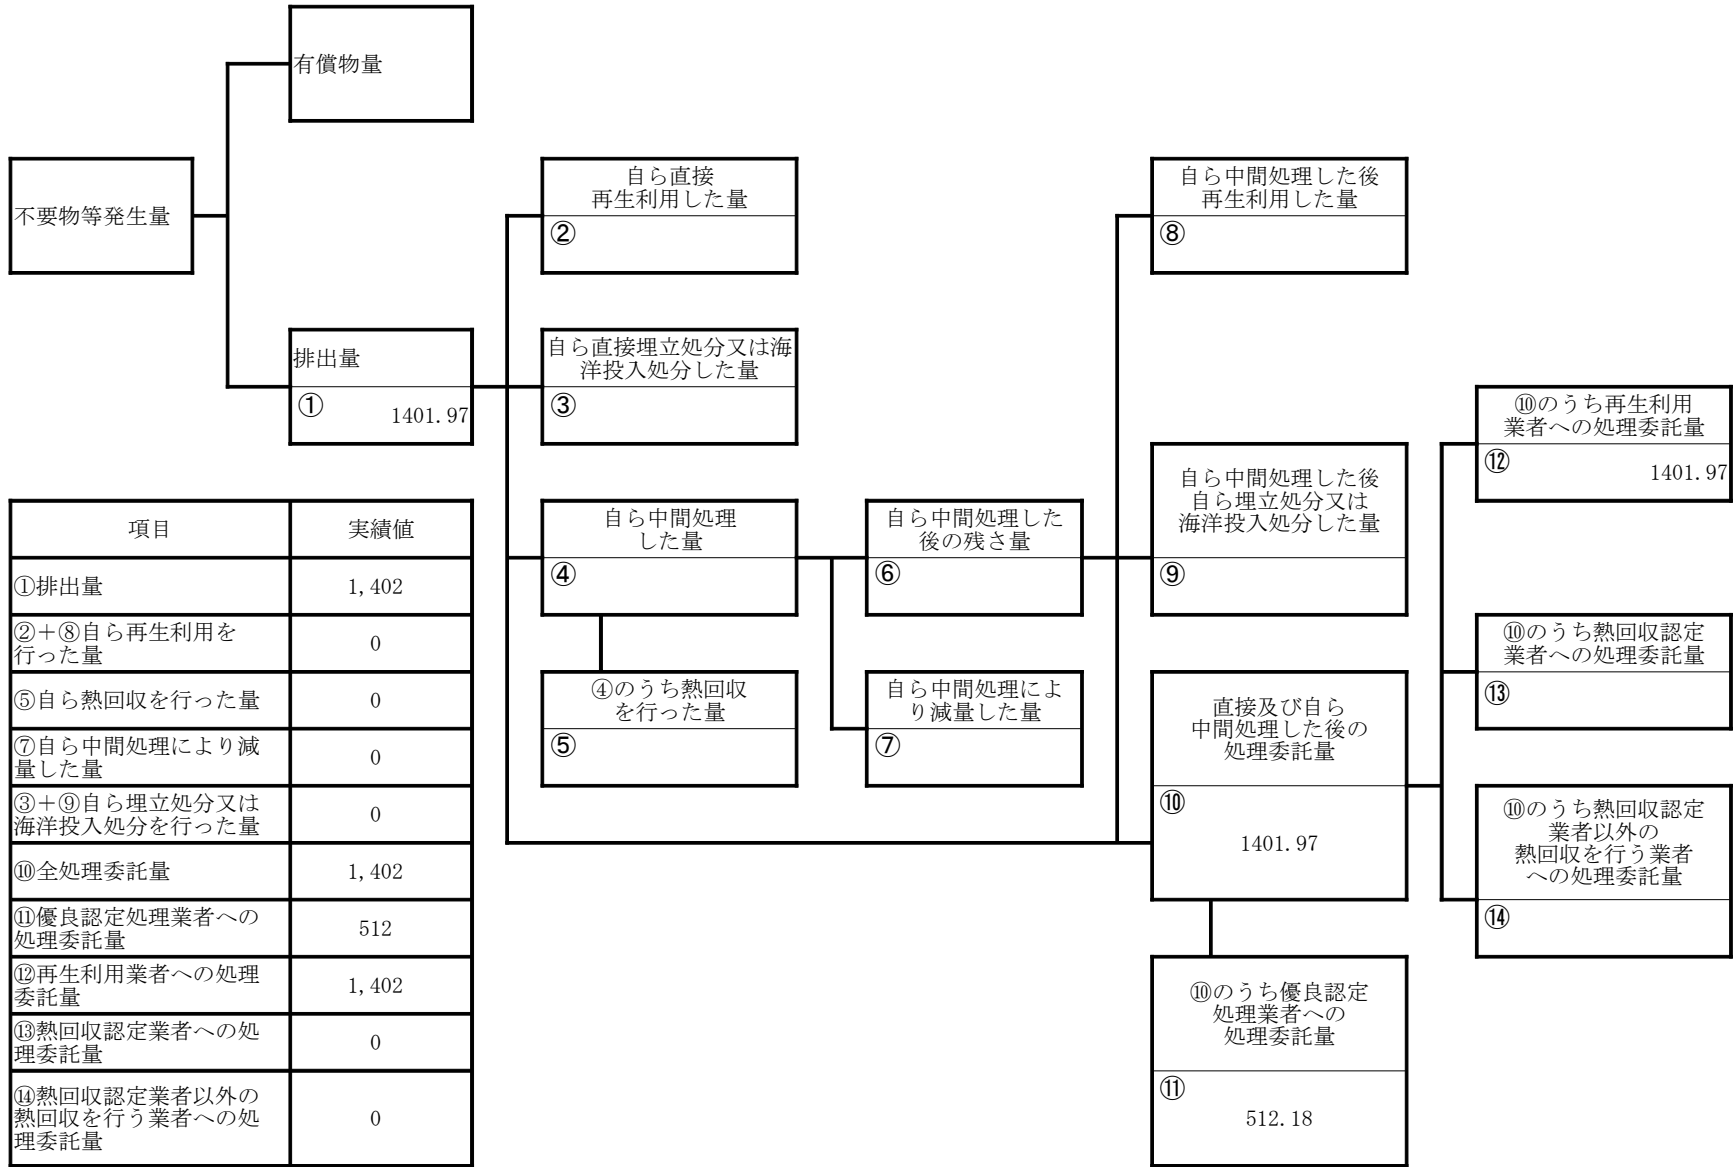 有償物量
不要物等発生量
自ら直接
再生利用した量
②
自ら中間処理した後
再生利用した量
⑧
排出量
①
1401.97
自ら直接埋立処分又は海
洋投入処分した量
③
⑩のうち再生利用
業者への処理委託量
⑫
1401.97
自ら中間処理
した量
④
自ら中間処理した
後の残さ量
⑥
自ら中間処理した後
自ら埋立処分又は
海洋投入処分した量
⑨
⑩のうち熱回収認定
業者への処理委託量
⑬
④のうち熱回収
を行った量
⑤
自ら中間処理によ
り減量した量
⑦
直接及び自ら
中間処理した後の
処理委託量
⑩
1401.97
⑩のうち熱回収認定
業者以外の
熱回収を行う業者
への処理委託量
⑭
⑩のうち優良認定
処理業者への
処理委託量
⑪
512.18
項目
実績値
①排出量
1,402
②＋⑧自ら再生利用を
行った量
0
⑤自ら熱回収を行った量
0
⑦自ら中間処理により減
量した量
0
③＋⑨自ら埋立処分又は
海洋投入処分を行った量
0
⑩全処理委託量
1,402
⑪優良認定処理業者への
処理委託量
512
⑫再生利用業者への処理
委託量
1,402
⑬熱回収認定業者への処
理委託量
0
⑭熱回収認定業者以外の
熱回収を行う業者への処
理委託量
0